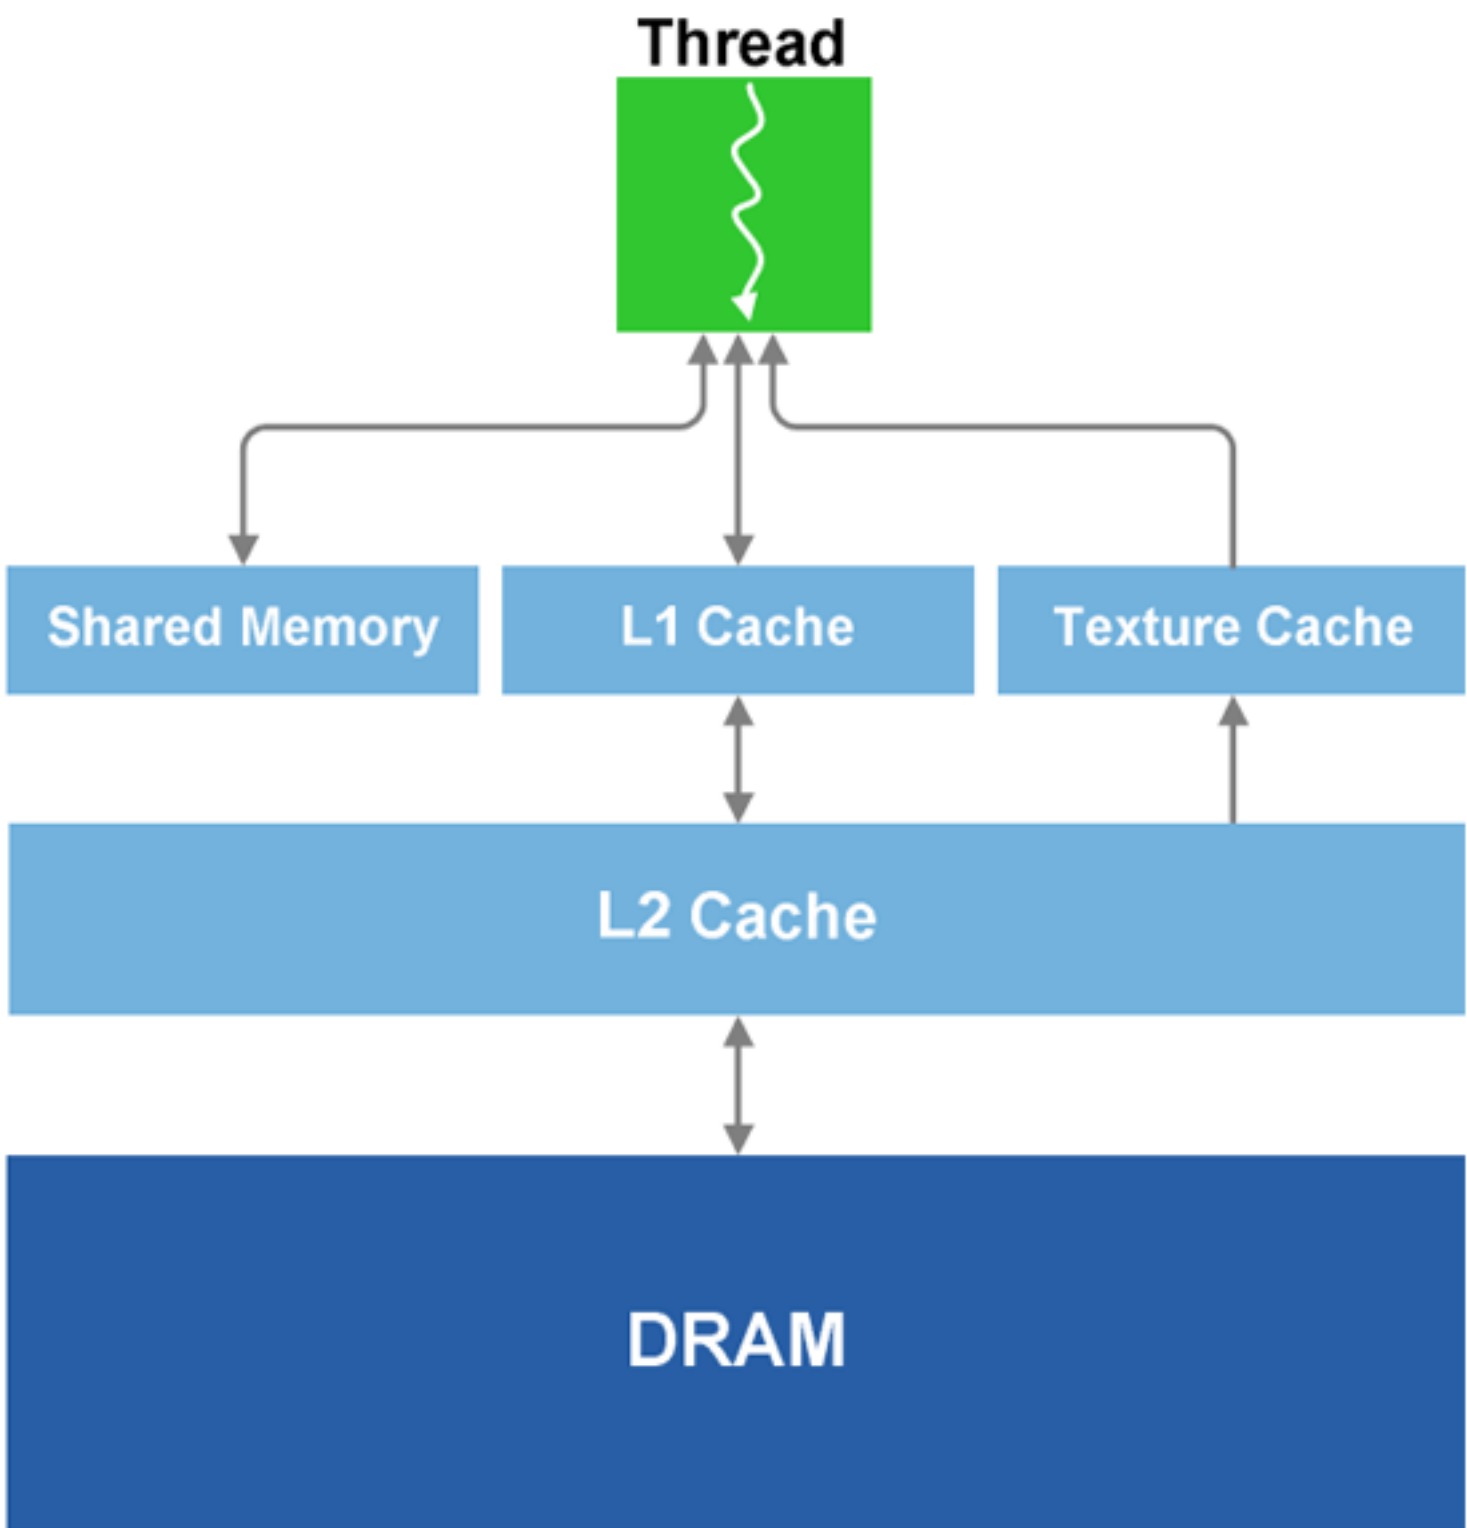 Thread
Shared Memory
L1 Cache
Texture Cache
L2 Cache
DRAM